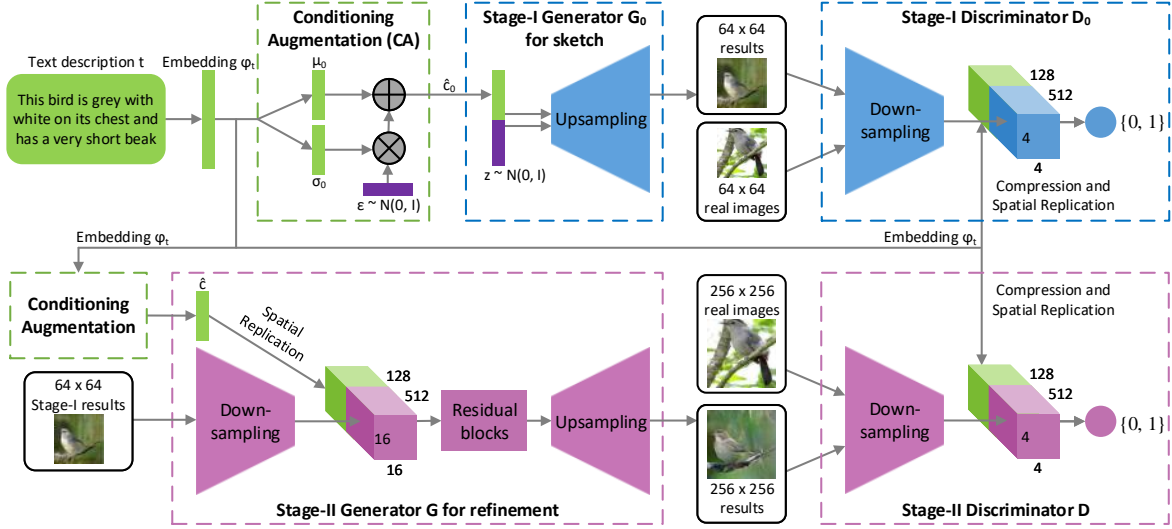 Conditioning
Augmentation (CA)
Stage-I Generator G₀
for sketch
Stage-I Discriminator D₀
Text description t
This bird is grey with
white on its chest and
has a very short beak
Embedding φₜ
μ₀
σ₀
ε ~ N(0, I)
ĉ₀
z ~ N(0, I)
Upsampling
64 x 64
results
64 x 64
real images
Down-
sampling
128
512
4
4
{0, 1}
Compression and
Spatial Replication
Embedding φₜ
Embedding φₜ
Conditioning
Augmentation
ĉ
Spatial
Replication
64 x 64
Stage-I results
Down-
sampling
128
512
16
16
Residual
blocks
Upsampling
Stage-II Generator G for refinement
256 x 256
real images
256 x 256
results
Compression and
Spatial Replication
Down-
sampling
128
512
4
4
{0, 1}
Stage-II Discriminator D